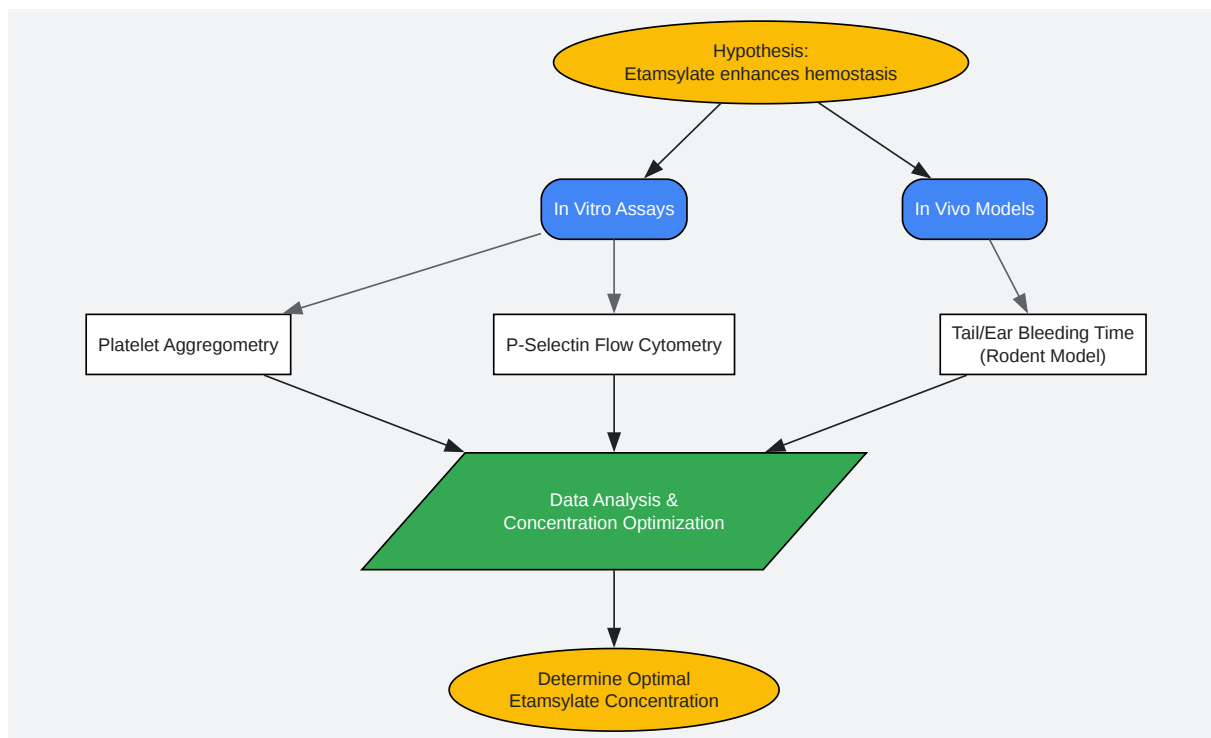 Hypothesis:
Etamsylate enhances hemostasis
In Vitro Assays
In Vivo Models
Platelet Aggregometry
P-Selectin Flow Cytometry
Tail/Ear Bleeding Time
(Rodent Model)
Data Analysis &
Concentration Optimization
Determine Optimal
Etamsylate Concentration